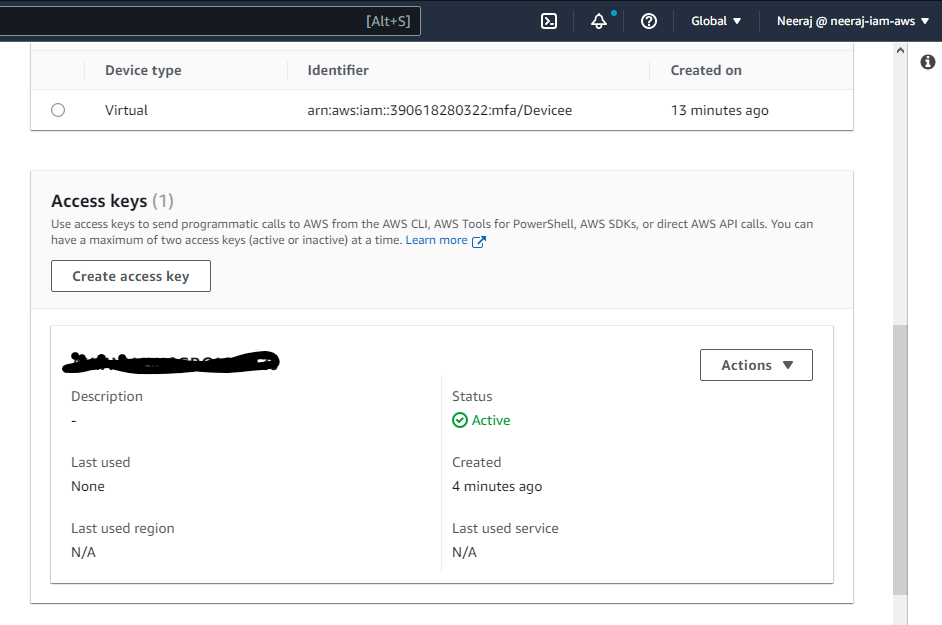 [Alt+S]
Global
Neeraj @ neeraj-iam-aws
Device type
Identifier
Created on
Virtual
arn:aws:iam::390618280322:mfa/Devicee
13 minutes ago
Access keys (1)
Use access keys to send programmatic calls to AWS from the AWS CLI, AWS Tools for PowerShell, AWS SDKs, or direct AWS API calls. You can
have a maximum of two access keys (active or inactive) at a time. Learn more
Create access key
Actions
Description
Status
-
Active
Last used
Created
None
4 minutes ago
Last used region
Last used service
N/A
N/A